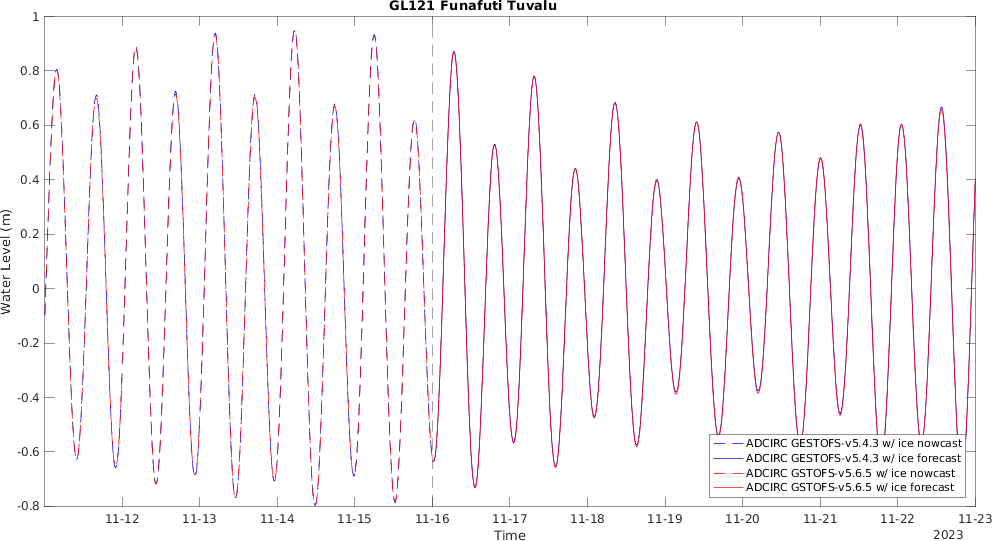 GL121 Funafuti Tuvalu
Water Level (m)
1
0.8
0.6
0.4
0.2
0
-0.2
-0.4
-0.6
-0.8
ADCIRC GESTOFS-v5.4.3 w/ ice nowcast
ADCIRC GESTOFS-v5.4.3 w/ ice forecast
ADCIRC GSTOFS-v5.6.5 w/ ice nowcast
ADCIRC GSTOFS-v5.6.5 w/ ice forecast
11-12 11-13 11-14 11-15 11-16 11-17 11-18 11-19 11-20 11-21 11-22 11-23
Time
2023